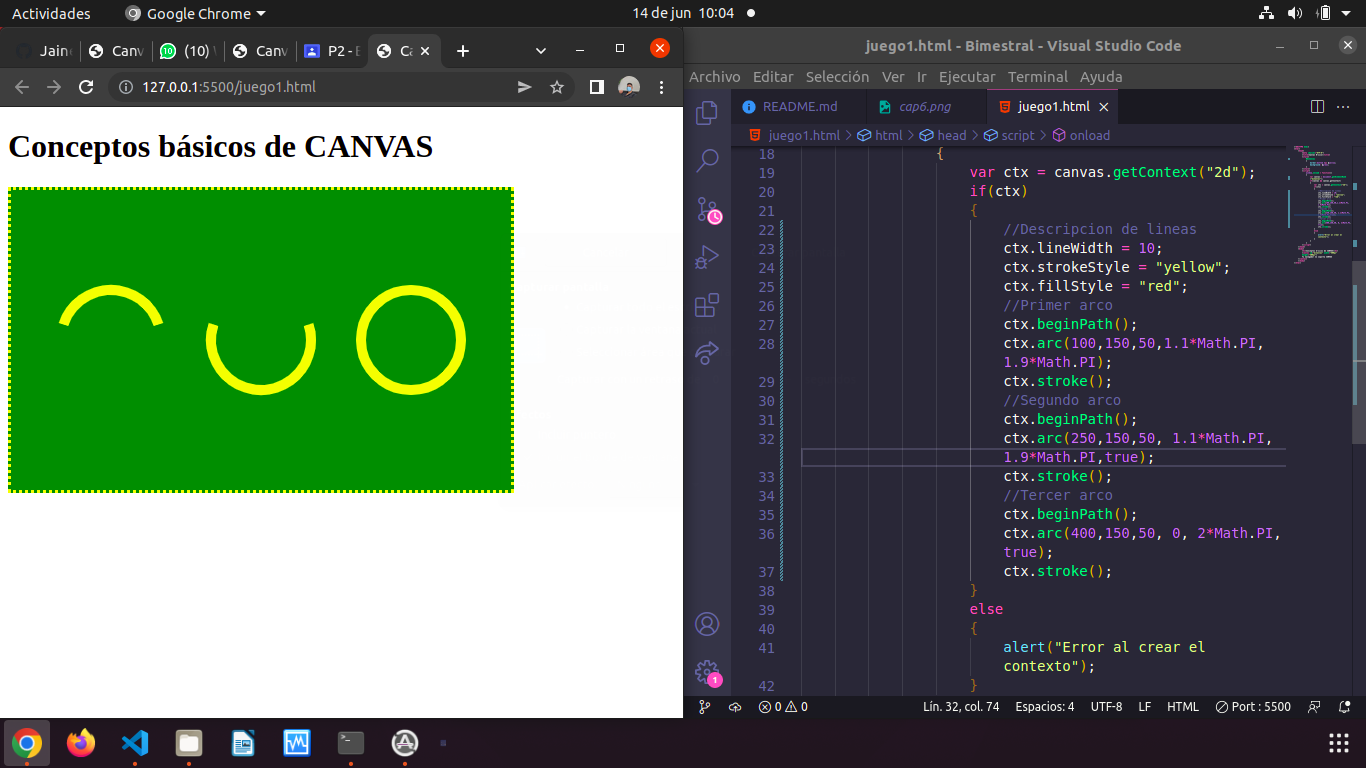 Actividades
Google Chrome
14 de jun 10:04
Jain
Canv
10
(10)
Canv
P2 - E
Ca
127.0.0.1:5500/juego1.html
Conceptos básicos de CANVAS
juego1.html - Bimestral - Visual Studio Code
Archivo Editar Selección Ver Ir Ejecutar Terminal Ayuda
README.md cap6.png juego1.html
juego1.html > html > head > script > onload
18 {
19 var ctx = canvas.getContext("2d");
20 if(ctx)
21 {
22 //Descripcion de lineas
23 ctx.lineWidth = 10;
24 ctx.strokeStyle = "yellow";
25 ctx.fillStyle = "red";
26 //Primer arco
27 ctx.beginPath();
28 ctx.arc(100,150,50,1.1*Math.PI,
1.9*Math.PI);
29 ctx.stroke();
30 //Segundo arco
31 ctx.beginPath();
32 ctx.arc(250,150,50, 1.1*Math.PI,
1.9*Math.PI,true);
33 ctx.stroke();
34 //Tercer arco
35 ctx.beginPath();
36 ctx.arc(400,150,50, 0, 2*Math.PI,
true);
37 ctx.stroke();
38 }
39 else
40 {
41 alert("Error al crear el
contexto");
42 }
1
0 0
Lín. 32, col. 74 Espacios: 4 UTF-8 LF HTML Port : 5500